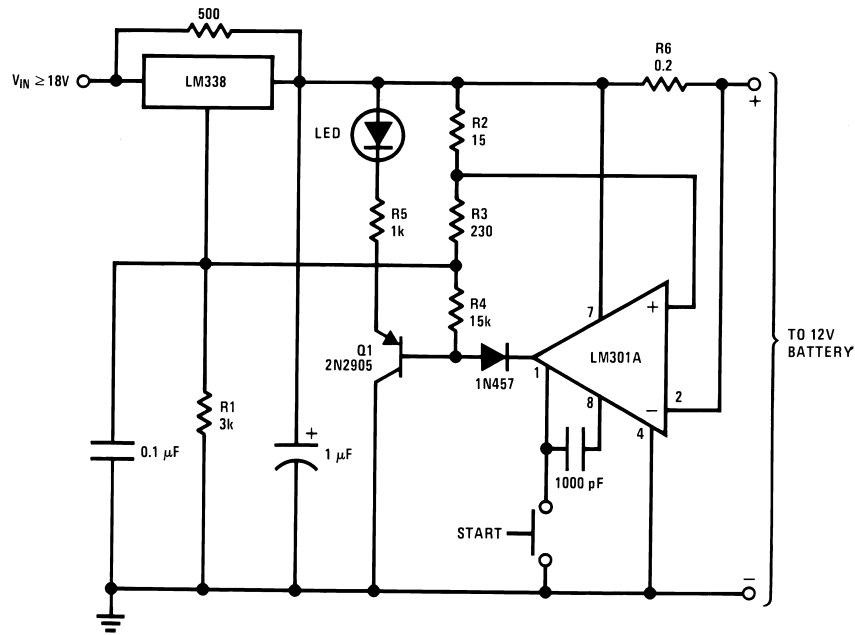 500
V_IN ≥ 18V
LM338
R6
0.2
+
LED
R2
15
R5
1k
R3
230
R4
15k
Q1
2N2905
1N457
7
+
LM301A
1
8
−
2
4
TO 12V
BATTERY
R1
3k
0.1 μF
+
1 μF
1000 pF
START
−